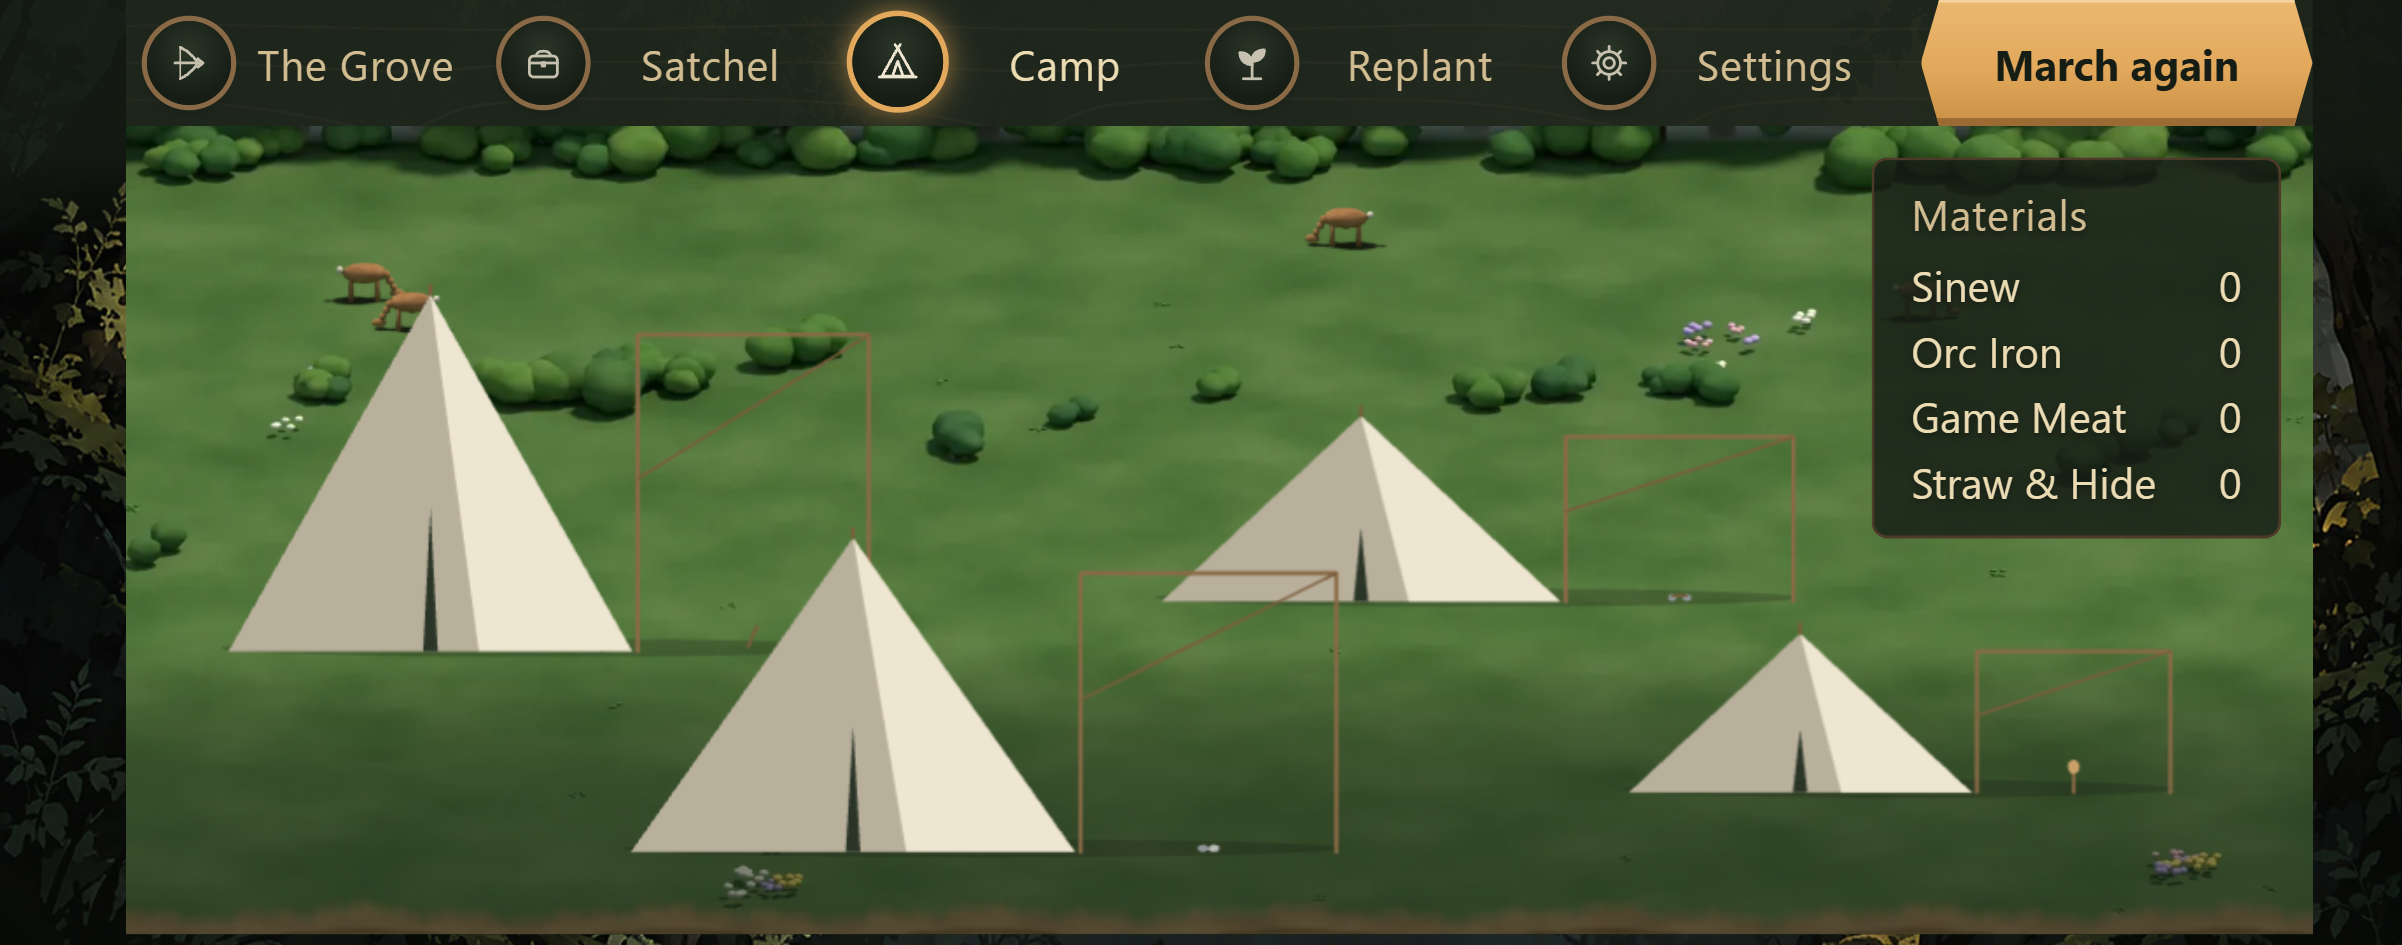 The Grove
Satchel
Camp
Replant
Settings
March again
Materials
Sinew 0
Orc Iron 0
Game Meat 0
Straw & Hide 0